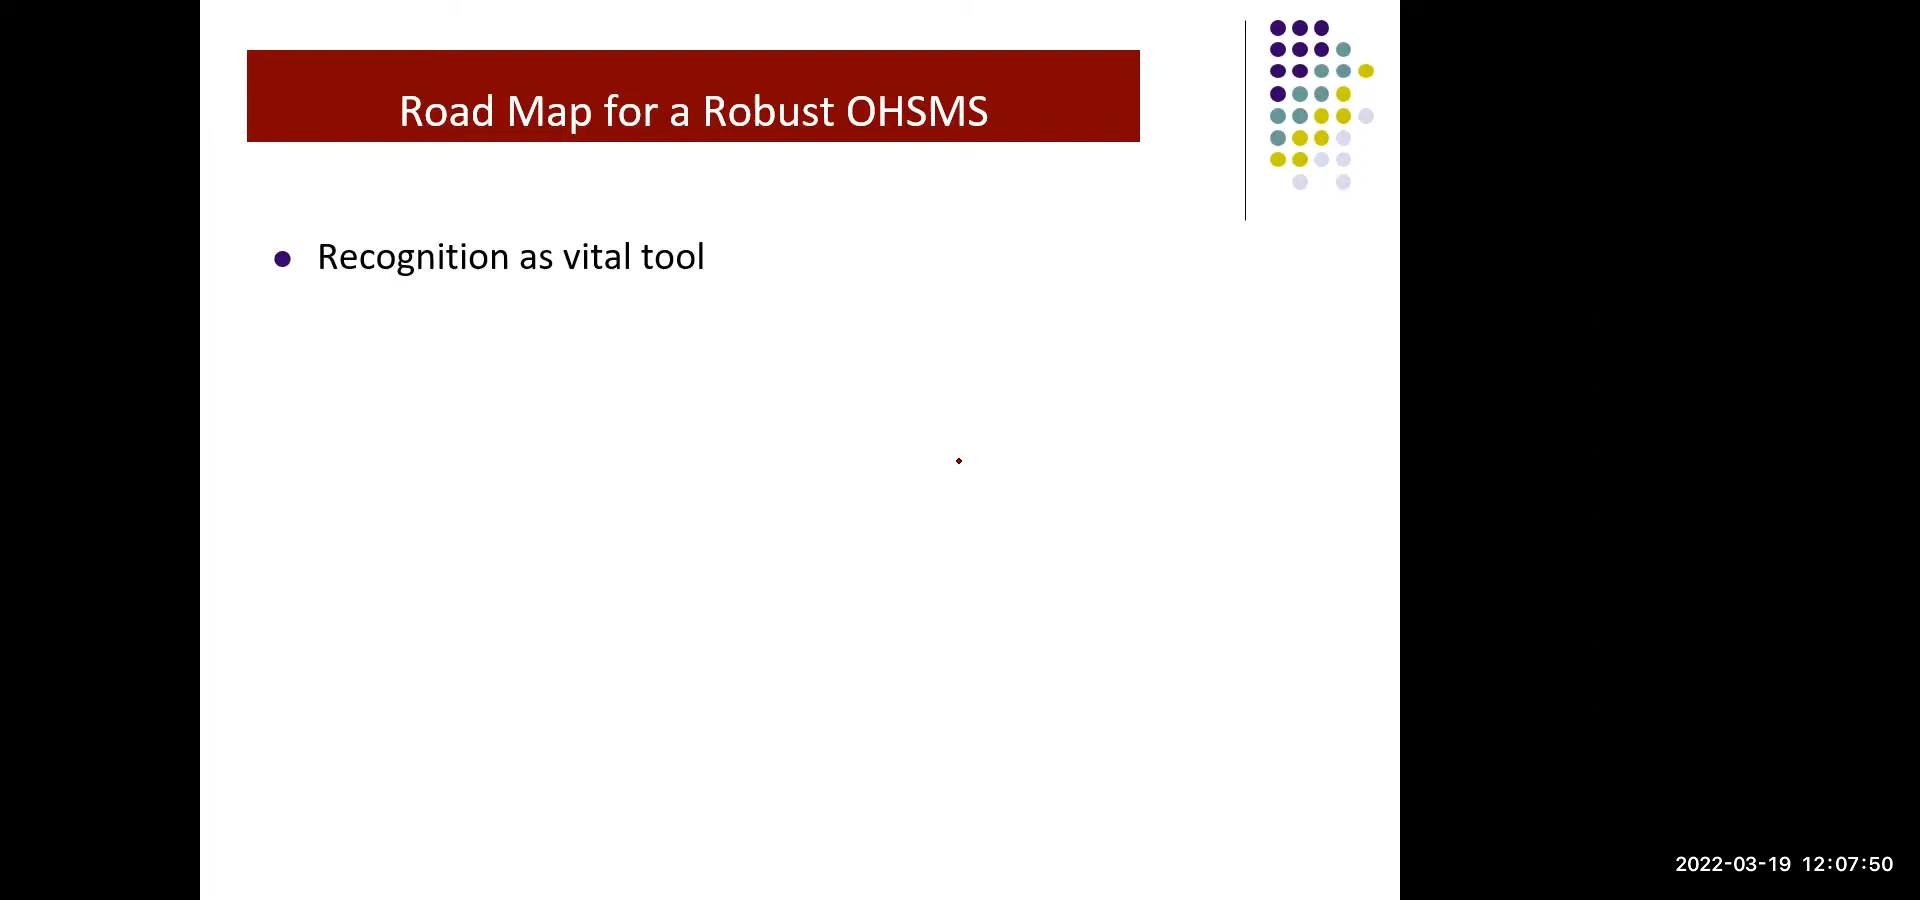 Road Map for a Robust OHSMS
Recognition as vital tool
2022-03-19 12:07:50